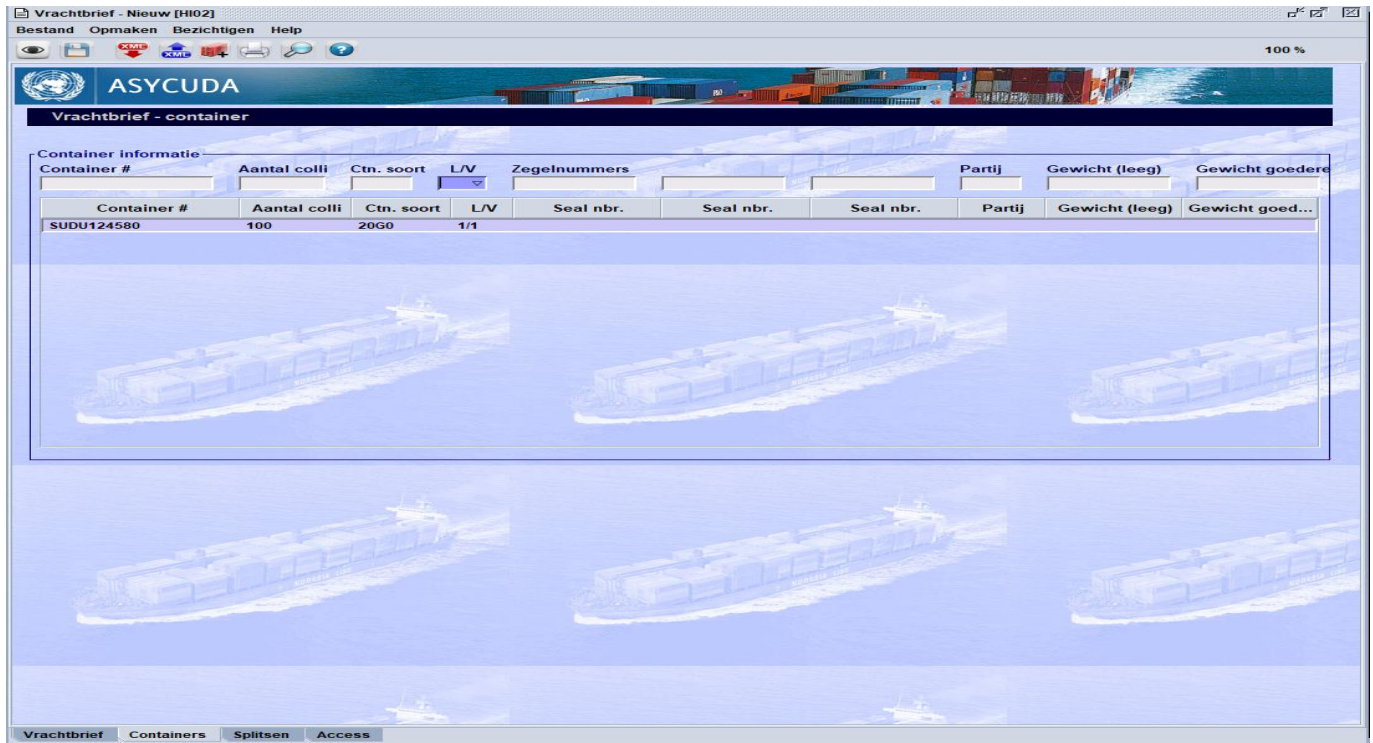 Vrachtbrief - Nieuw [HI02]
Bestand Opmaken Bezichtigen Help
XML XML 100 %
ASYCUDA
Vrachtbrief - container
Container informatie
Container # Aantal colli Ctn. soort L/V Zegelnummers Partij Gewicht (leeg) Gewicht goedere
Container # Aantal colli Ctn. soort L/V Seal nbr. Seal nbr. Seal nbr. Partij Gewicht (leeg) Gewicht goed...
SUDU124580 100 20G0 1/1
Vrachtbrief Containers Splitsen Access